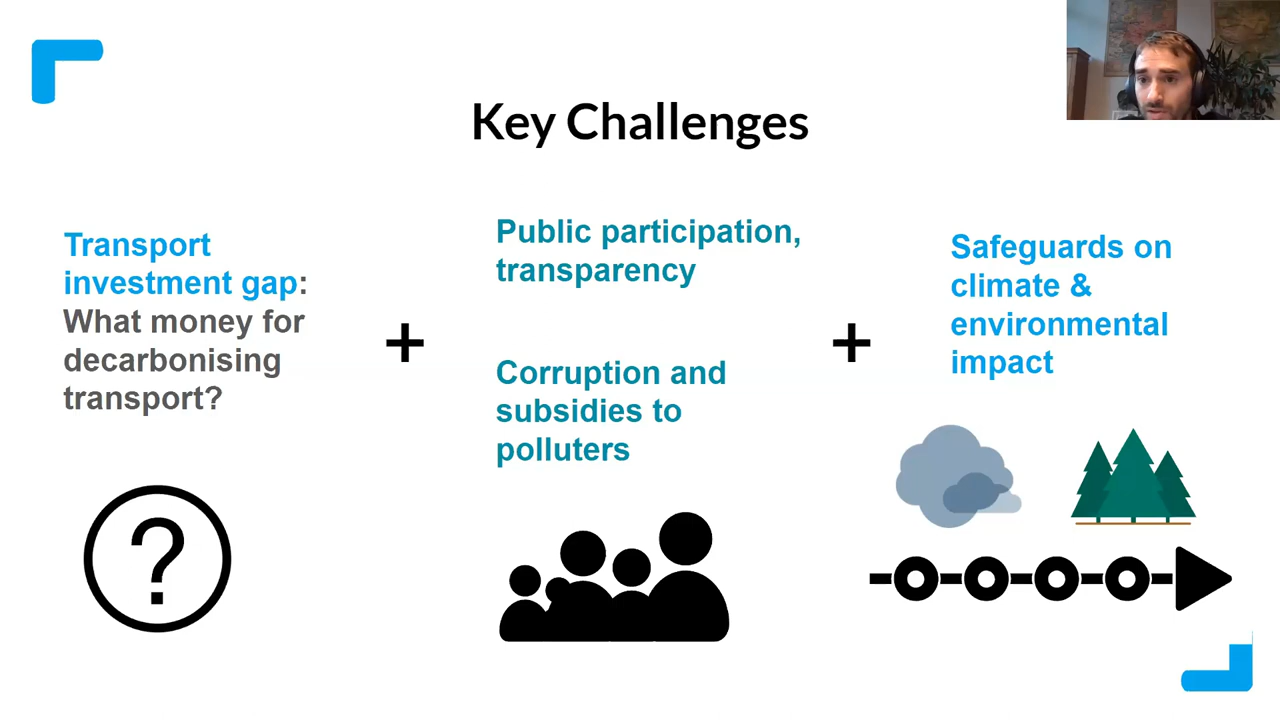 Key Challenges
Transport
investment gap:
What money for
decarbonising
transport?
+
Public participation,
transparency
Corruption and
subsidies to
polluters
+
Safeguards on
climate &
environmental
impact
?